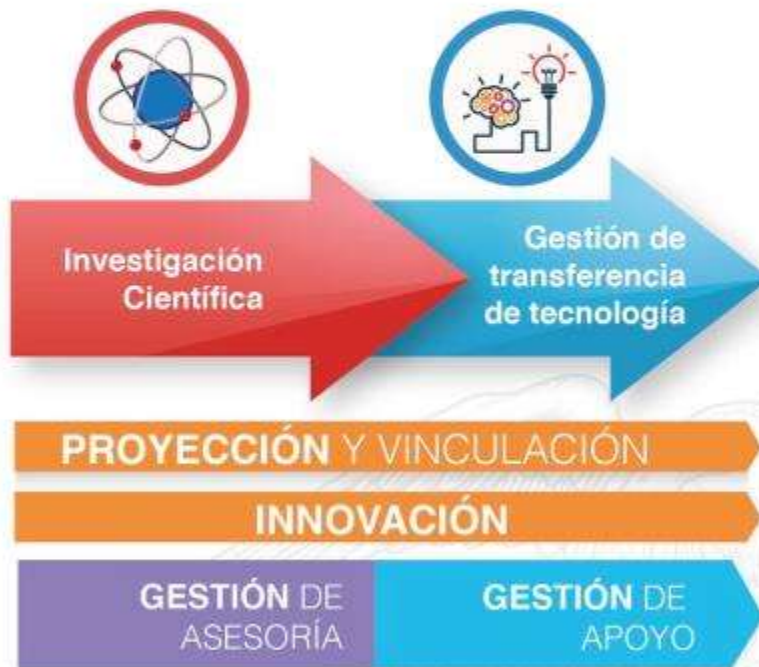 Investigación
Científica
Gestión de
transferencia
de tecnología
PROYECCIÓN Y VINCULACIÓN
INNOVACIÓN
GESTIÓN DE
ASESORÍA
GESTIÓN DE
APOYO